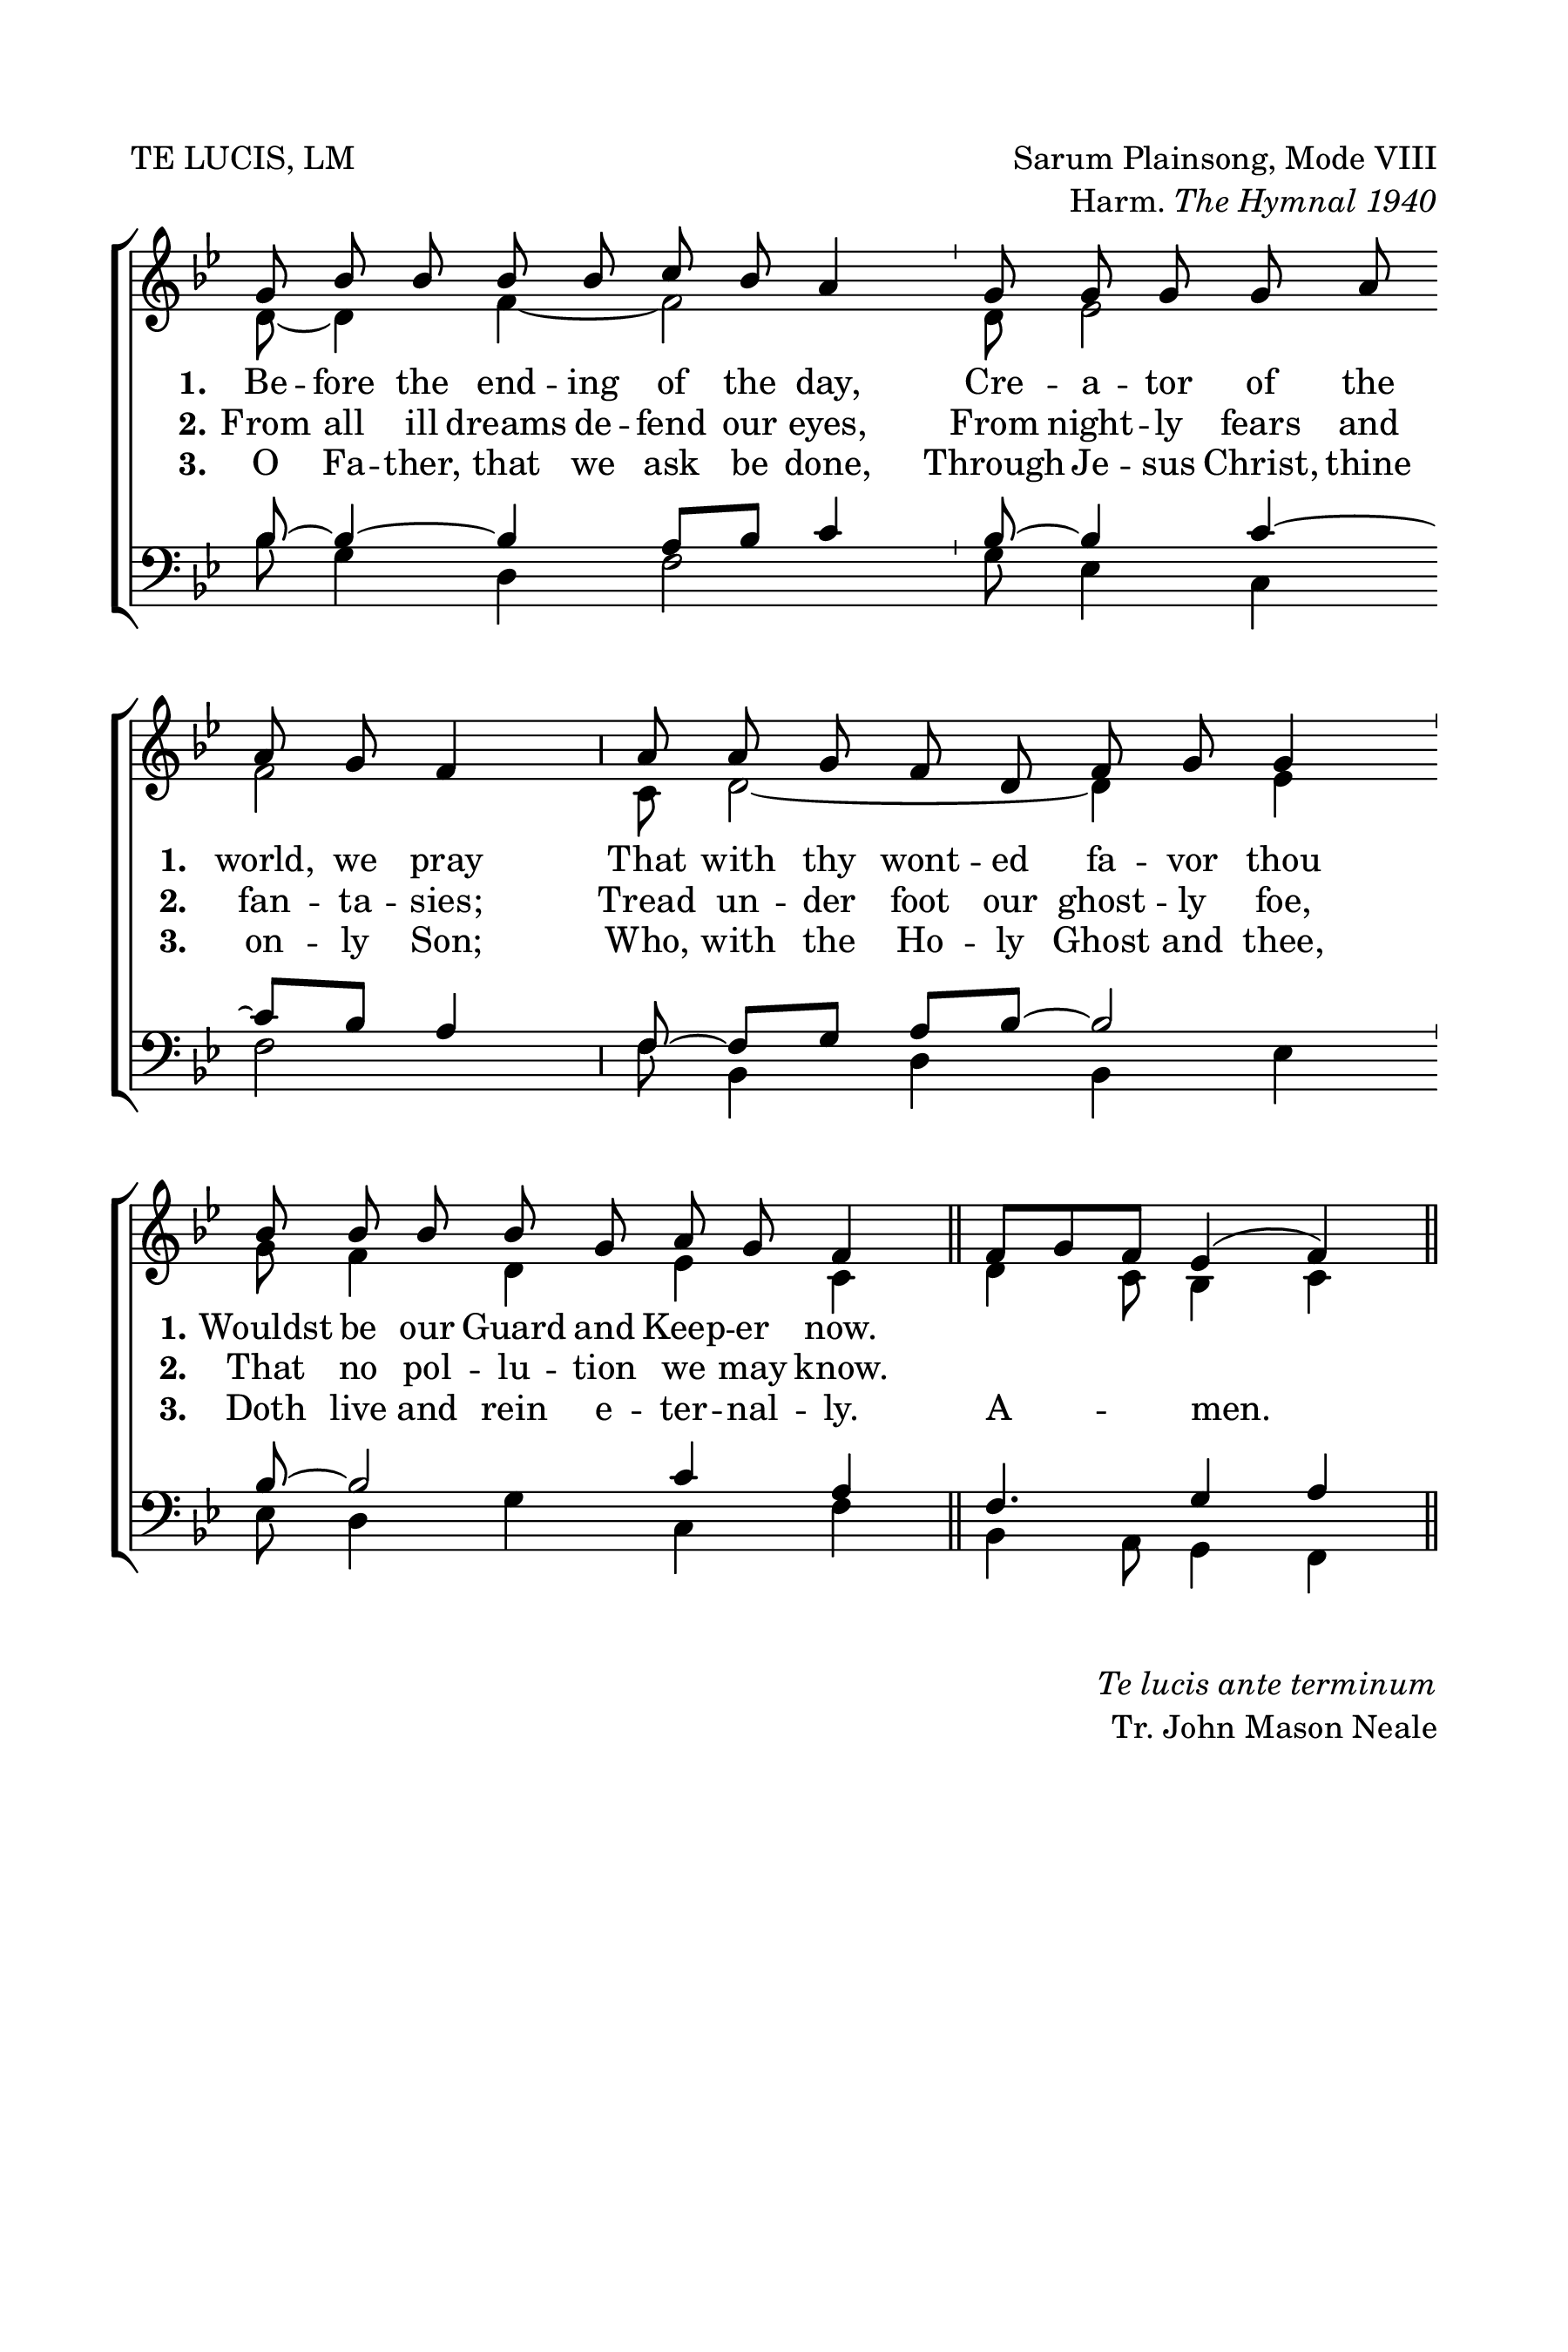 TE LUCIS, LM
Sarum Plainsong, Mode VIII
Harm. The Hymnal 1940
1. Be -- fore the end -- ing of the day, Cre -- a -- tor of the
2. From all ill dreams de -- fend our eyes, From night -- ly fears and
3. O Fa -- ther, that we ask be done, Through Je -- sus Christ, thine
1. world, we pray That with thy wont -- ed fa -- vor thou
2. fan -- ta -- sies; Tread un -- der foot our ghost -- ly foe,
3. on -- ly Son; Who, with the Ho -- ly Ghost and thee,
1. Wouldst be our Guard and Keep -- er now.
2. That no pol -- lu -- tion we may know.
3. Doth live and rein e -- ter -- nal -- ly. A -- men.
Te lucis ante terminum
Tr. John Mason Neale